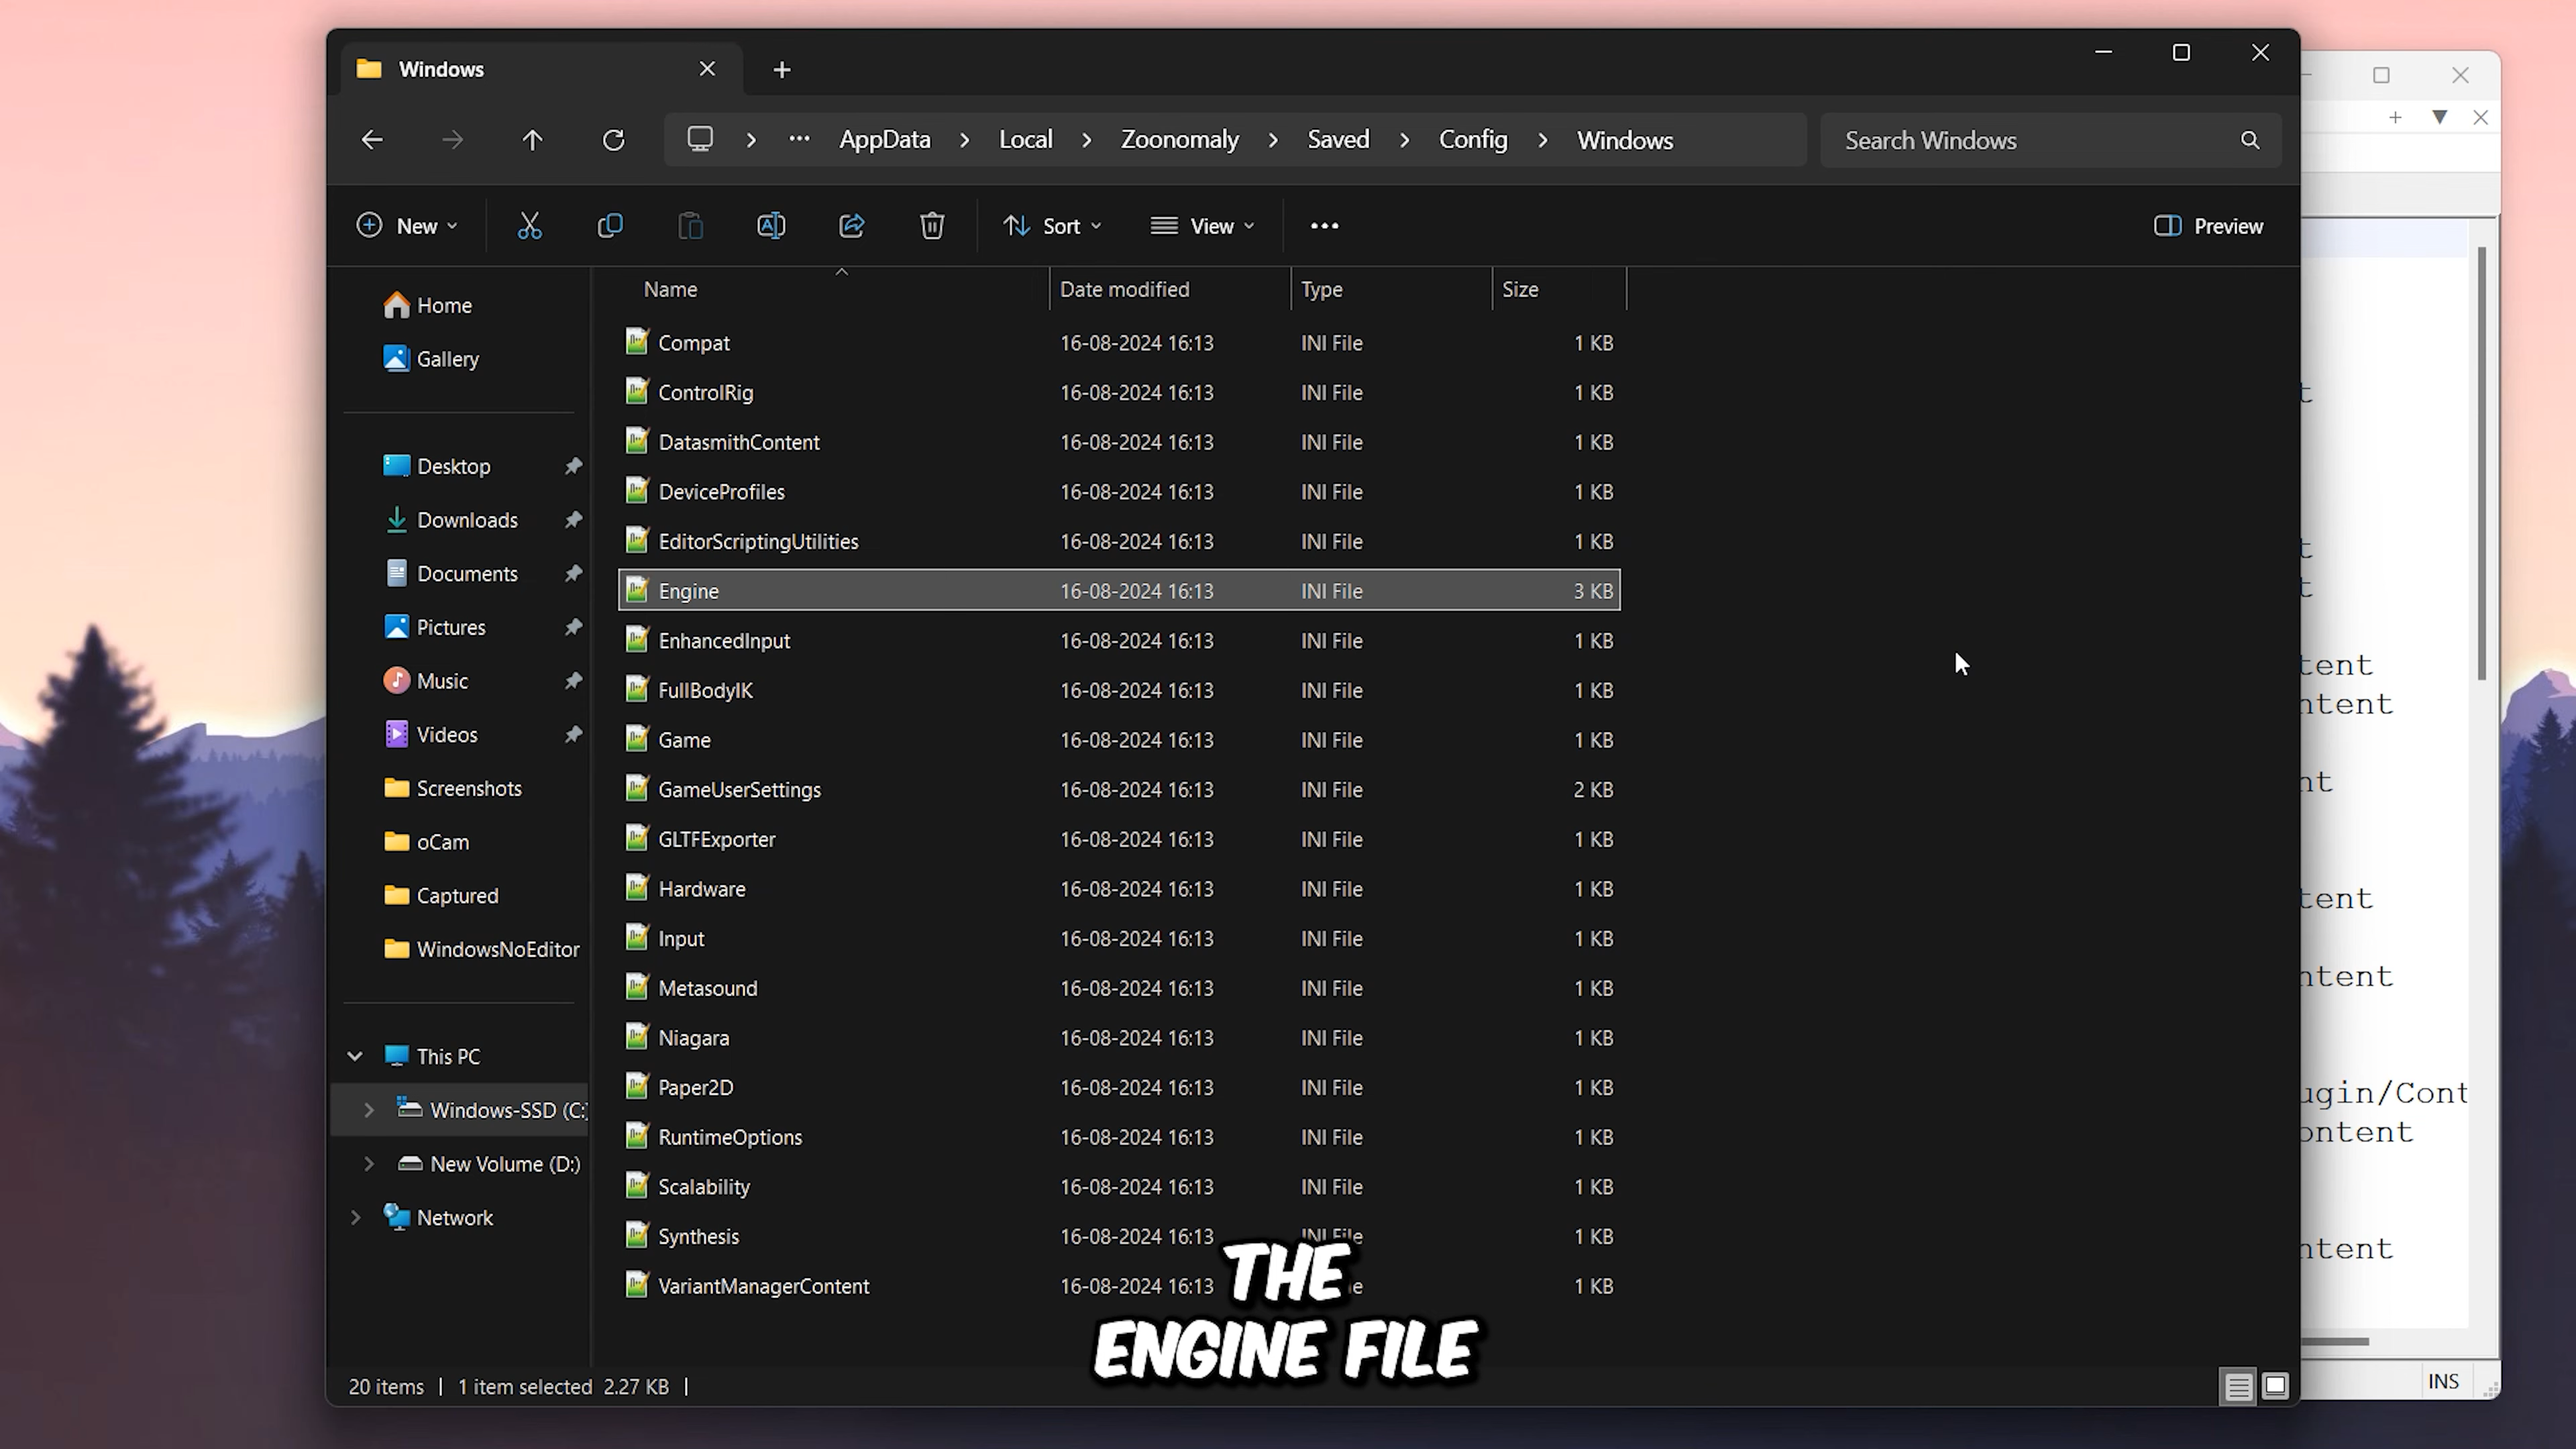 Windows
AppData > Local > Zoonomaly > Saved > Config > Windows
Search Windows
New
Sort
View
Preview
Home
Gallery
Desktop
Downloads
Documents
Pictures
Music
Videos
Screenshots
oCam
Captured
WindowsNoEditor
This PC
Windows-SSD (C:)
New Volume (D:)
Network
Name Date modified Type Size
Compat 16-08-2024 16:13 INI File 1 KB
ControlRig 16-08-2024 16:13 INI File 1 KB
DatasmithContent 16-08-2024 16:13 INI File 1 KB
DeviceProfiles 16-08-2024 16:13 INI File 1 KB
EditorScriptingUtilities 16-08-2024 16:13 INI File 1 KB
Engine 16-08-2024 16:13 INI File 3 KB
EnhancedInput 16-08-2024 16:13 INI File 1 KB
FullBodyIK 16-08-2024 16:13 INI File 1 KB
Game 16-08-2024 16:13 INI File 1 KB
GameUserSettings 16-08-2024 16:13 INI File 2 KB
GLTFExporter 16-08-2024 16:13 INI File 1 KB
Hardware 16-08-2024 16:13 INI File 1 KB
Input 16-08-2024 16:13 INI File 1 KB
Metasound 16-08-2024 16:13 INI File 1 KB
Niagara 16-08-2024 16:13 INI File 1 KB
Paper2D 16-08-2024 16:13 INI File 1 KB
RuntimeOptions 16-08-2024 16:13 INI File 1 KB
Scalability 16-08-2024 16:13 INI File 1 KB
Synthesis 16-08-2024 16:13 INI File 1 KB
VariantManagerContent 16-08-2024 16:13 1 KB
THE
ENGINE FILE
20 items | 1 item selected 2.27 KB |
t
t
t
tent
ntent
nt
tent
ntent
ugin/Cont
ontent
ntent
INS